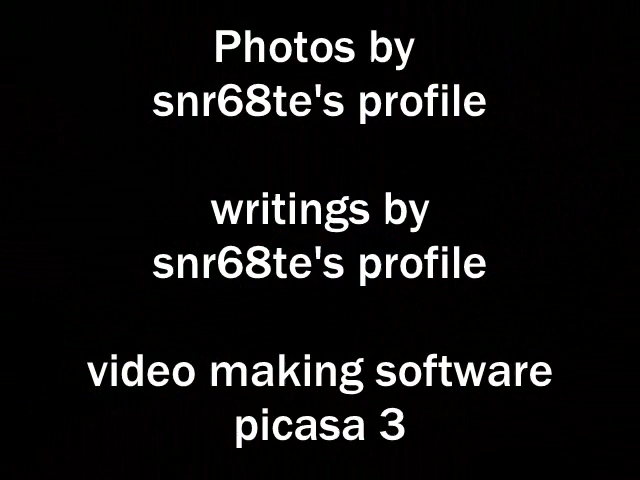 Photos by
snr68te's profile
writings by
snr68te's profile
video making software
picasa 3